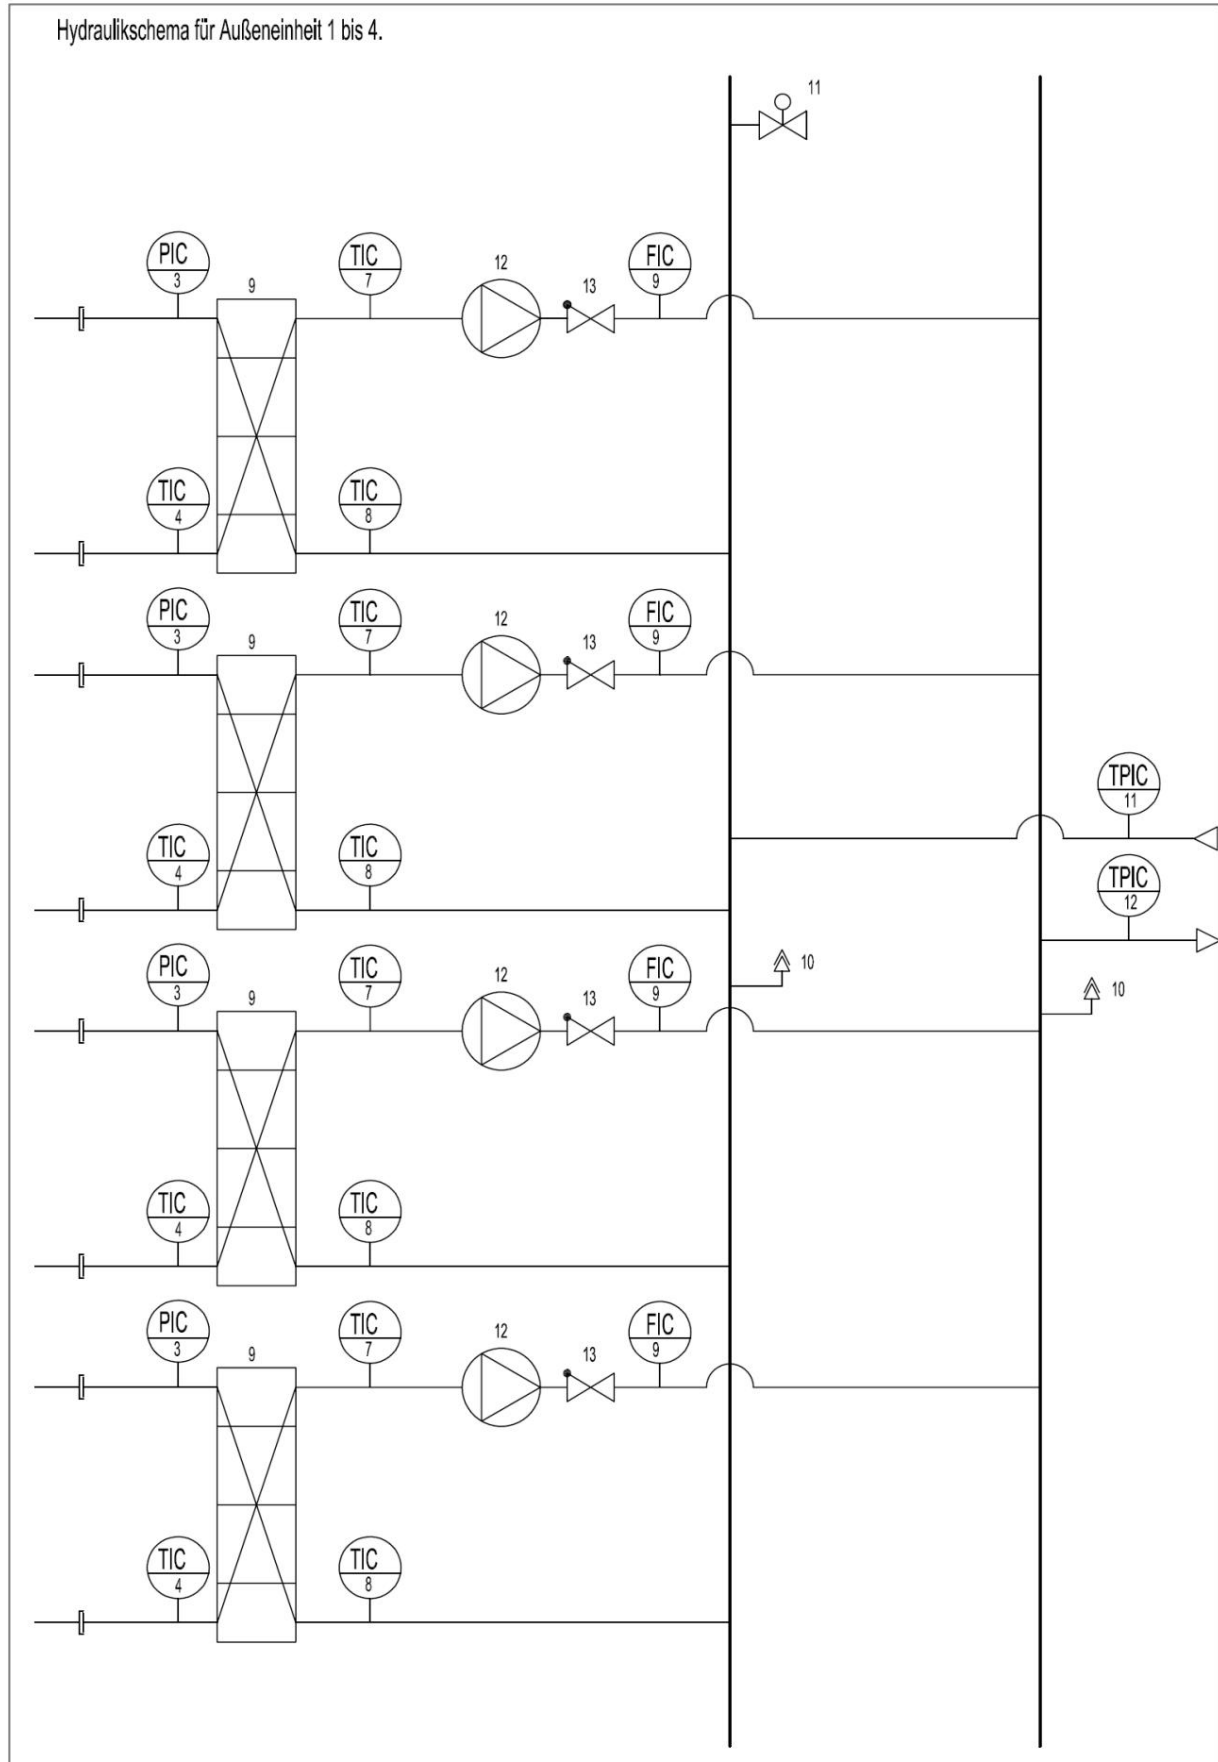 Hydraulikschema für Außeneinheit 1 bis 4.
11
PIC
3
9
TIC
7
12
13
FIC
9
TIC
4
TIC
8
PIC
3
9
TIC
7
12
13
FIC
9
TPIC
11
TIC
4
TIC
8
TPIC
12
PIC
3
9
TIC
7
12
13
FIC
9
10
10
TIC
4
TIC
8
PIC
3
9
TIC
7
12
13
FIC
9
TIC
4
TIC
8